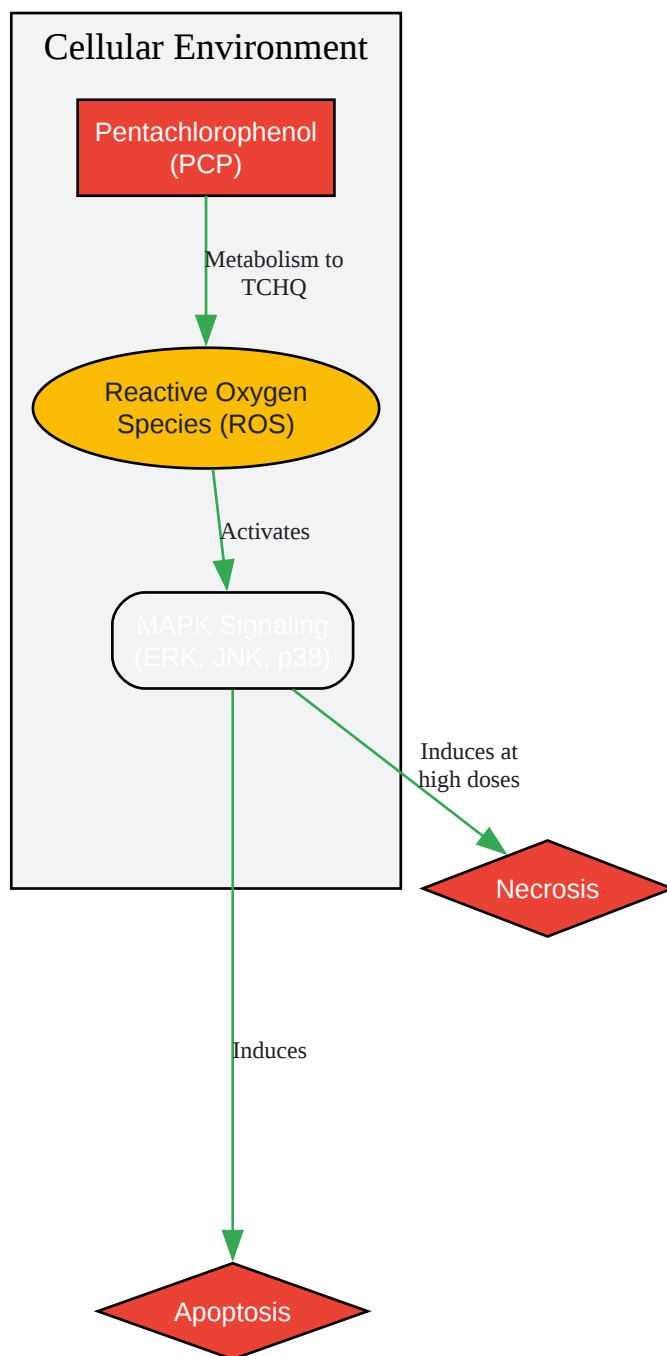 Cellular Environment
Pentachlorophenol
(PCP)
Metabolism to
TCHQ
Reactive Oxygen
Species (ROS)
Activates
MAPK Signaling
(ERK, JNK, p38)
Induces at
high doses
Necrosis
Induces
Apoptosis